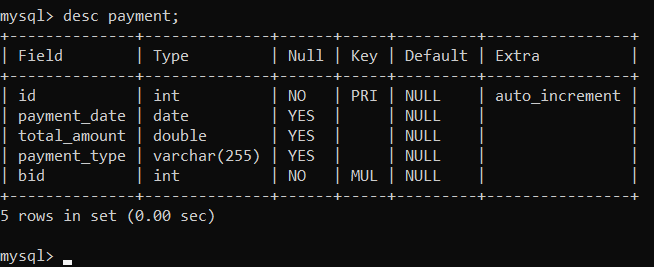 mysql> desc payment;
+--------------+--------------+------+-----+---------+----------------+
| Field        | Type         | Null | Key | Default | Extra          |
+--------------+--------------+------+-----+---------+----------------+
| id           | int          | NO   | PRI | NULL    | auto_increment |
| payment_date | date         | YES  |     | NULL    |                |
| total_amount | double       | YES  |     | NULL    |                |
| payment_type | varchar(255) | YES  |     | NULL    |                |
| bid          | int          | NO   | MUL | NULL    |                |
+--------------+--------------+------+-----+---------+----------------+
5 rows in set (0.00 sec)
mysql>